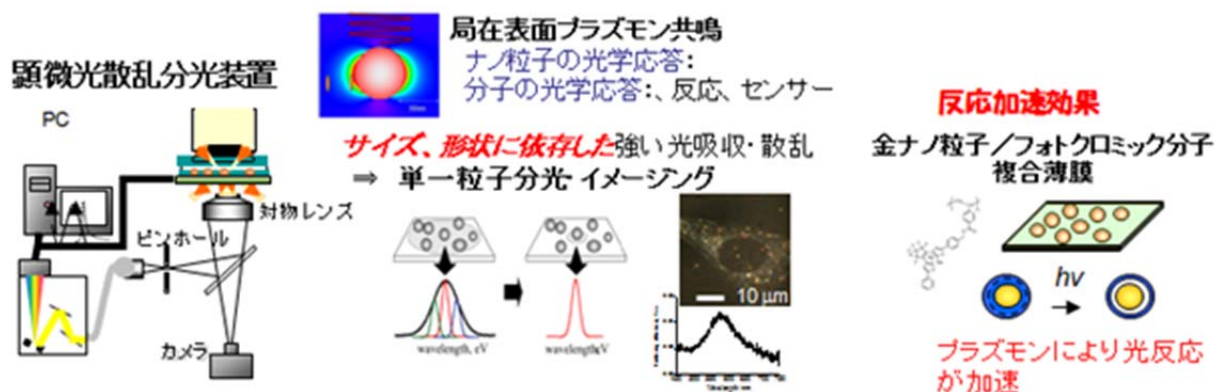 顕微光散乱分光装置
PC
対物レンズ
ピンホール
カメラ
局在表面プラズモン共鳴
ナノ粒子の光学応答:
分子の光学応答:、反応、センサー
サイズ、形状に依存した強い光吸収・散乱
⇒ 単一粒子分光・イメージング
wavelength, eV
wavelength, eV
10 μm
反応加速効果
金ナノ粒子/フォトクロミック分子
複合薄膜
hν
プラズモンにより光反応
が加速